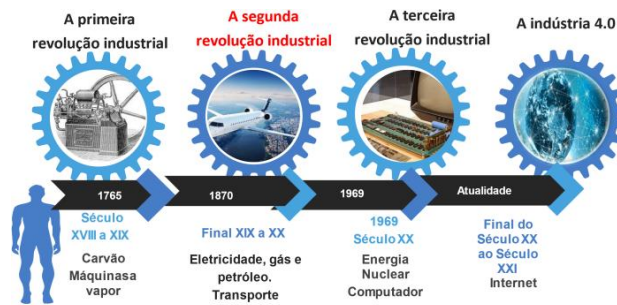 A primeira
revolução industrial
A segunda
revolução industrial
A terceira
revolução industrial
A indústria 4.0
1765
1870
1969
Atualidade
Século
XVIII a XIX
Carvão
Máquinasa
vapor
Final XIX a XX
Eletricidade, gás e
petróleo.
Transporte
1969
Século XX
Energia
Nuclear
Computador
Final do
Século XX
ao Século
XXI
Internet